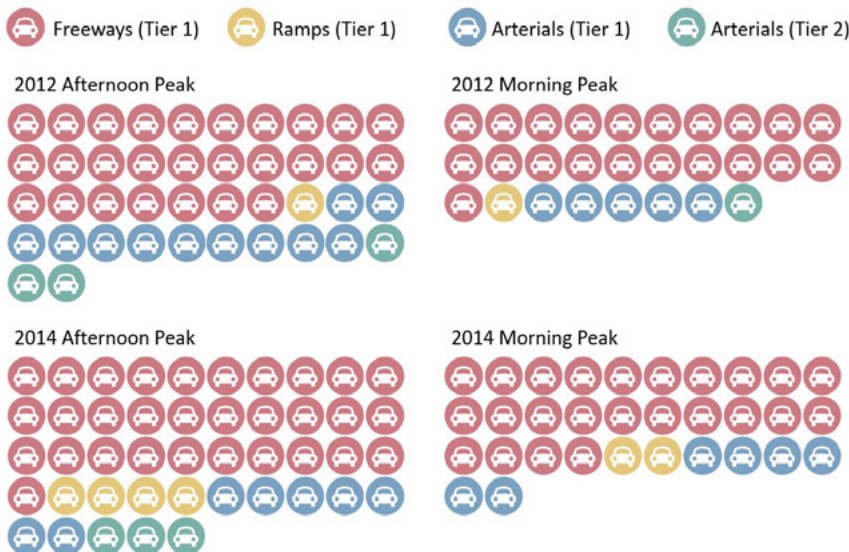 Freeways (Tier 1) Ramps (Tier 1) Arterials (Tier 1) Arterials (Tier 2)
2012 Afternoon Peak
2012 Morning Peak
2014 Afternoon Peak
2014 Morning Peak